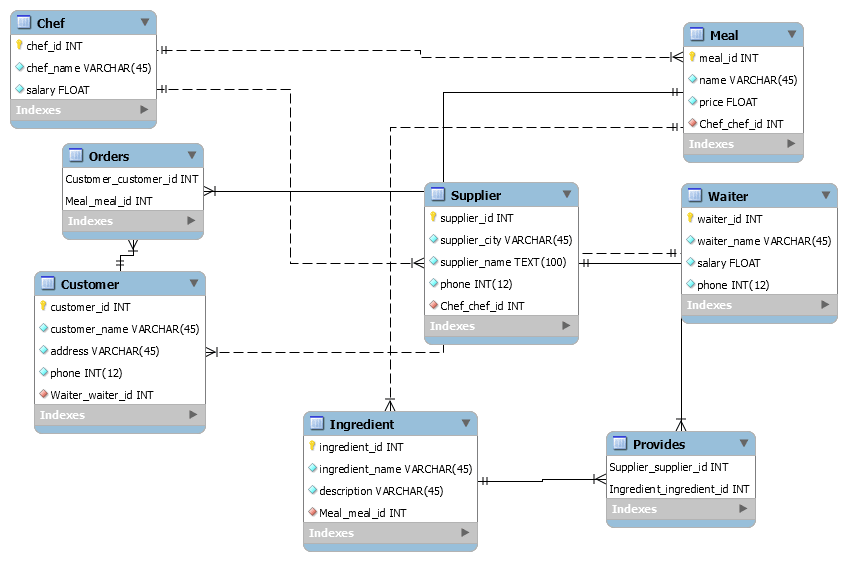 Chef
chef_id INT
chef_name VARCHAR(45)
salary FLOAT
Indexes
Meal
meal_id INT
name VARCHAR(45)
price FLOAT
Chef_chef_id INT
Indexes
Orders
Customer_customer_id INT
Meal_meal_id INT
Indexes
Supplier
supplier_id INT
supplier_city VARCHAR(45)
supplier_name TEXT(100)
phone INT(12)
Chef_chef_id INT
Indexes
Waiter
waiter_id INT
waiter_name VARCHAR(45)
salary FLOAT
phone INT(12)
Indexes
Customer
customer_id INT
customer_name VARCHAR(45)
address VARCHAR(45)
phone INT(12)
Waiter_waiter_id INT
Indexes
Ingredient
ingredient_id INT
ingredient_name VARCHAR(45)
description VARCHAR(45)
Meal_meal_id INT
Indexes
Provides
Supplier_supplier_id INT
Ingredient_ingredient_id INT
Indexes